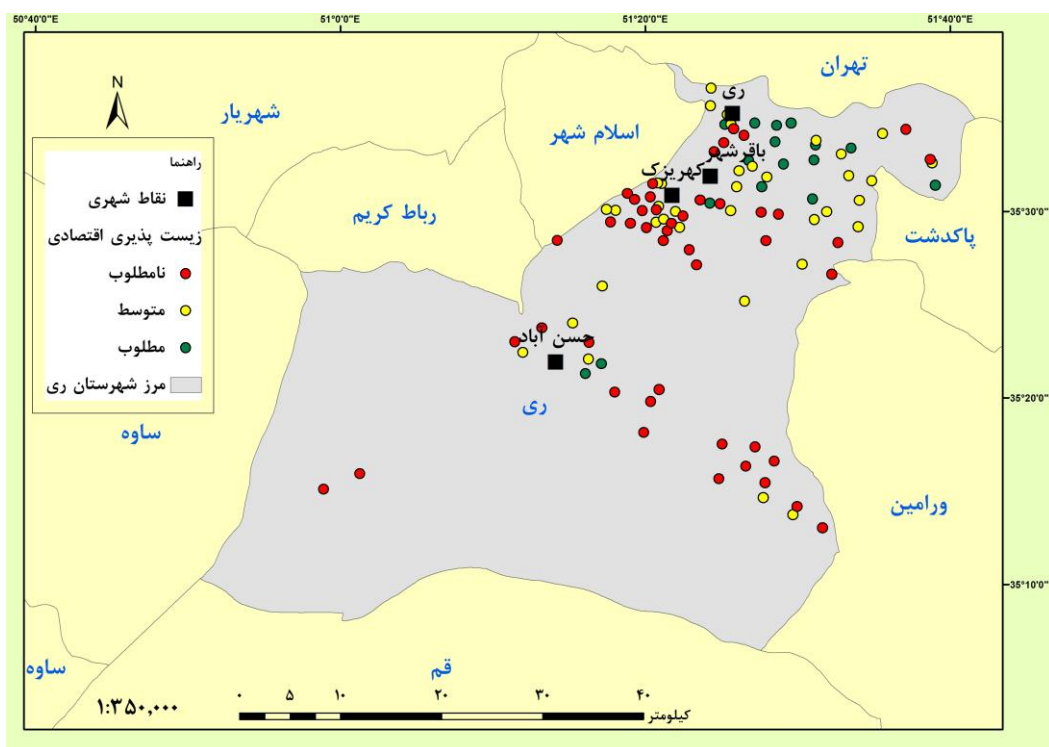 50°40'0"E
51°0'0"E
51°20'0"E
51°40'0"E
N
تهران
ری
شهریار
اسلام شهر
باقرشهر
کهریزک
راهنما
نقاط شهری
زیست پذیری اقتصادی
نامطلوب
متوسط
مطلوب
مرز شهرستان ری
رباط کریم
35°30'0"
پاکدشت
حسن آباد
35°20'0"
ری
ساوه
ورامین
35°10'0"
ساوه
قم
۰ ۵ ۱۰ ۲۰ ۳۰ ۴۰
کیلومتر
۱:۳۵۰,۰۰۰